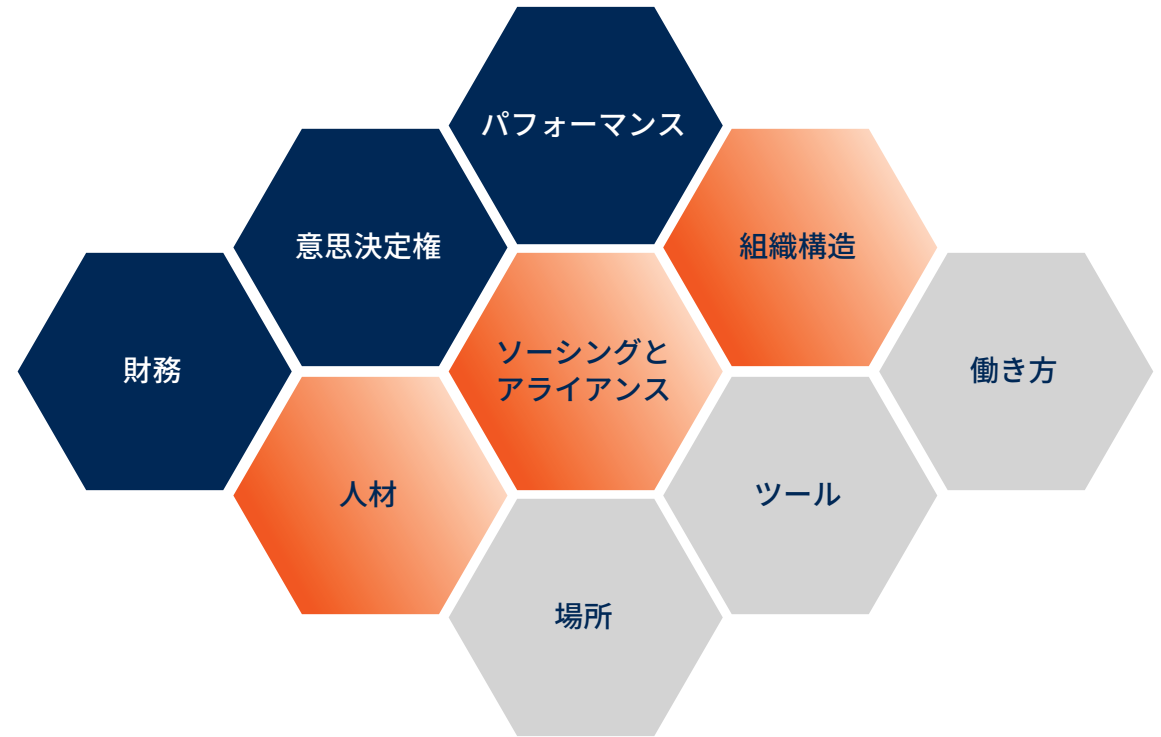 パフォーマンス
意思決定権
組織構造
財務
ソーシングと
アライアンス
働き方
人材
ツール
場所